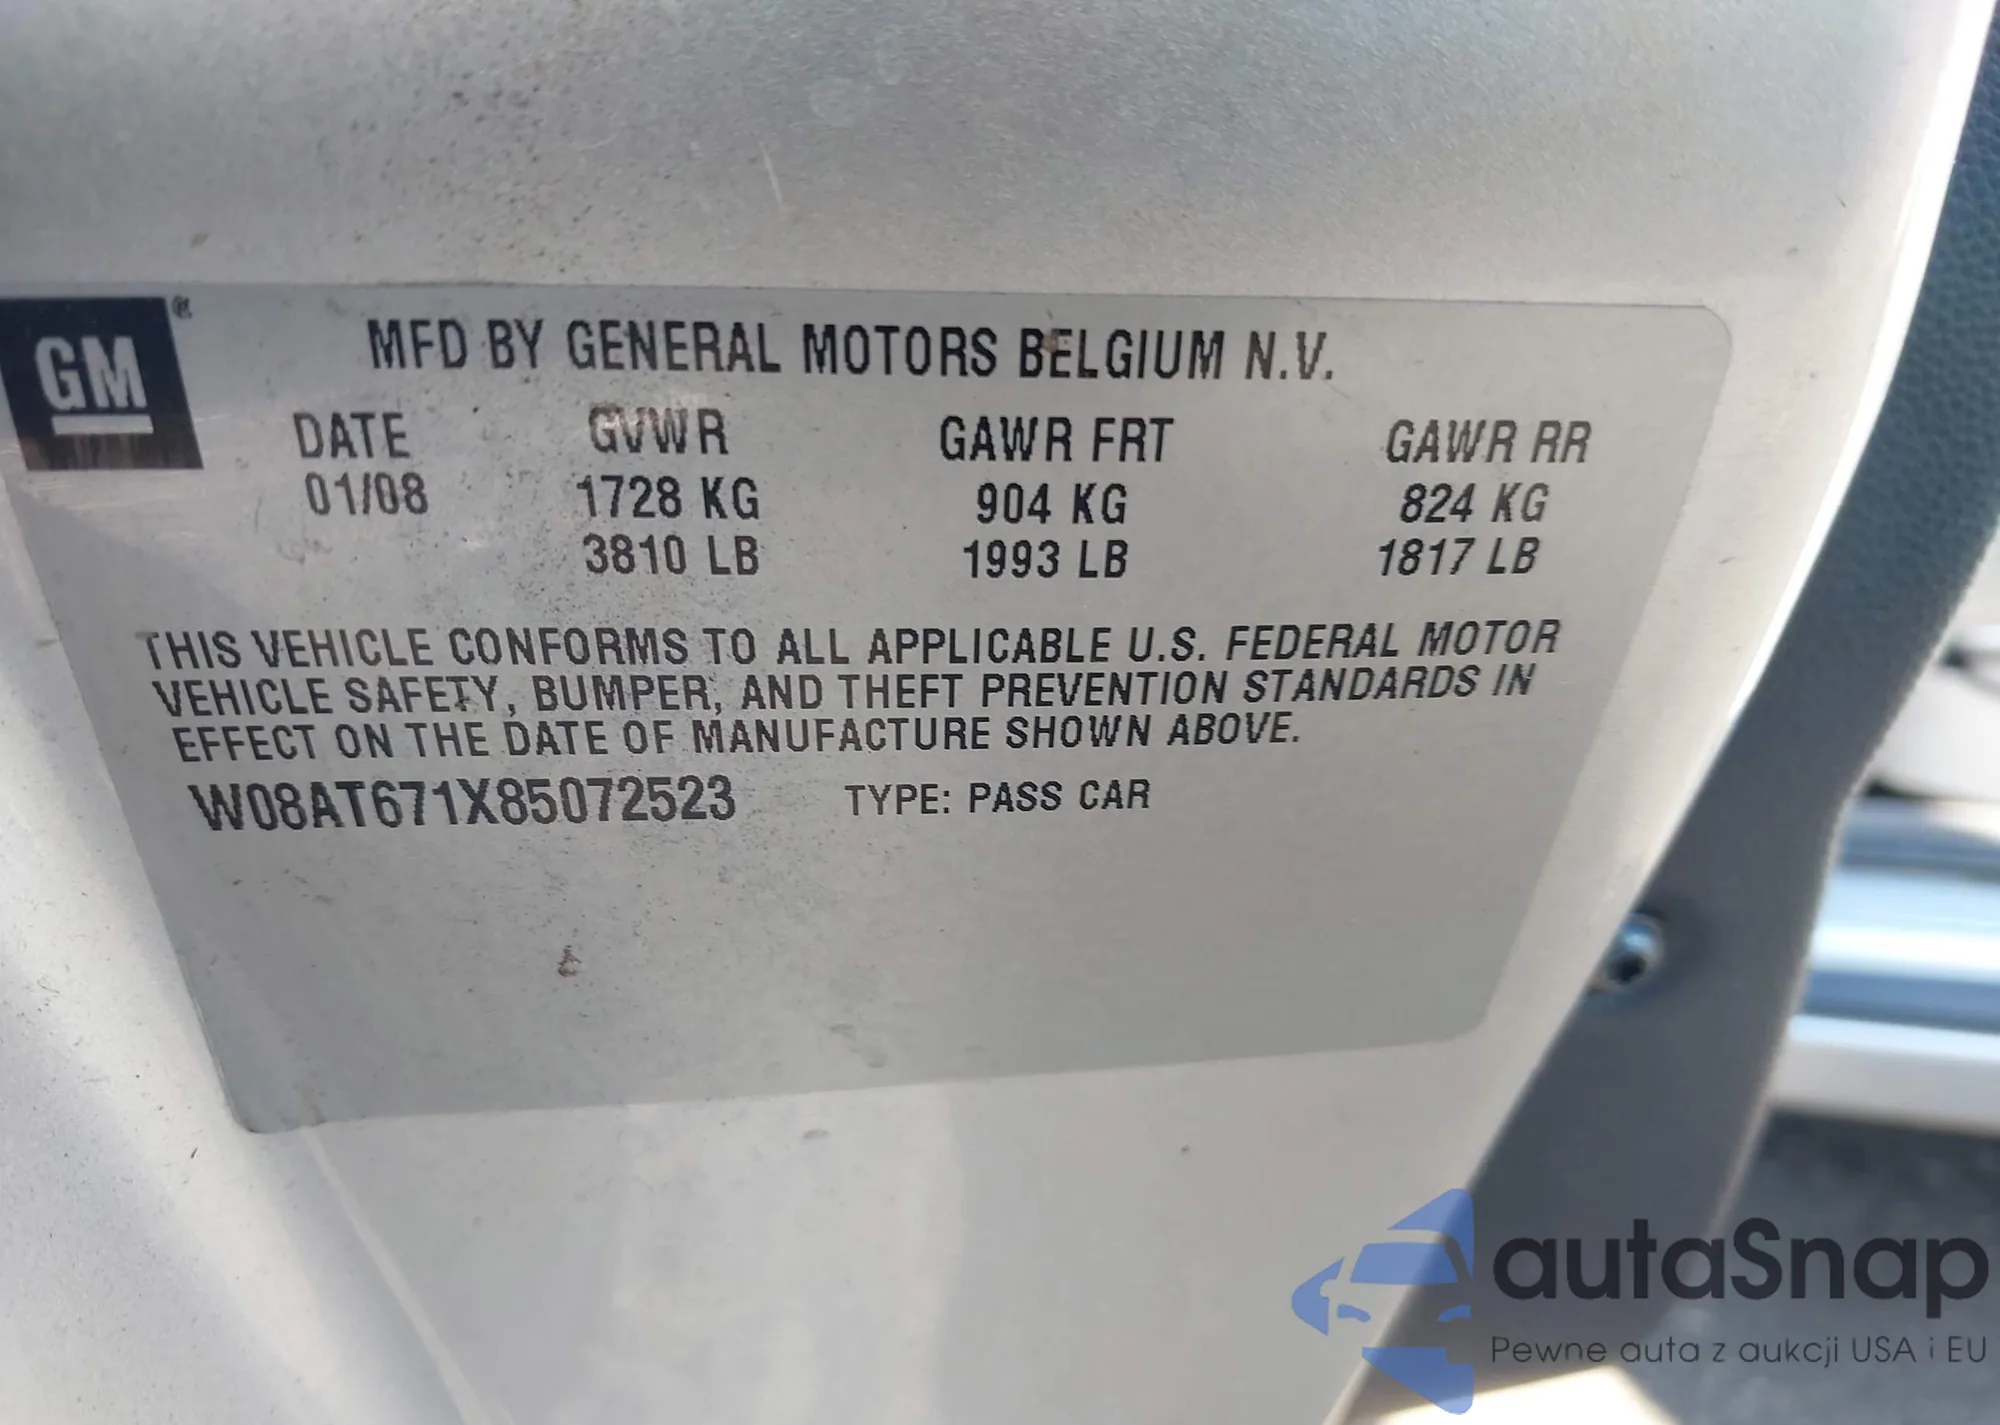 GM®
MFD BY GENERAL MOTORS BELGIUM N.V.
DATE GVWR GAWR FRT GAWR RR
01/08 1728 KG 904 KG 824 KG
3810 LB 1993 LB 1817 LB
THIS VEHICLE CONFORMS TO ALL APPLICABLE U.S. FEDERAL MOTOR
VEHICLE SAFETY, BUMPER, AND THEFT PREVENTION STANDARDS IN
EFFECT ON THE DATE OF MANUFACTURE SHOWN ABOVE.
W08AT671X85072523 TYPE: PASS CAR
autaSnap
Pewne auta z aukcji USA i EU